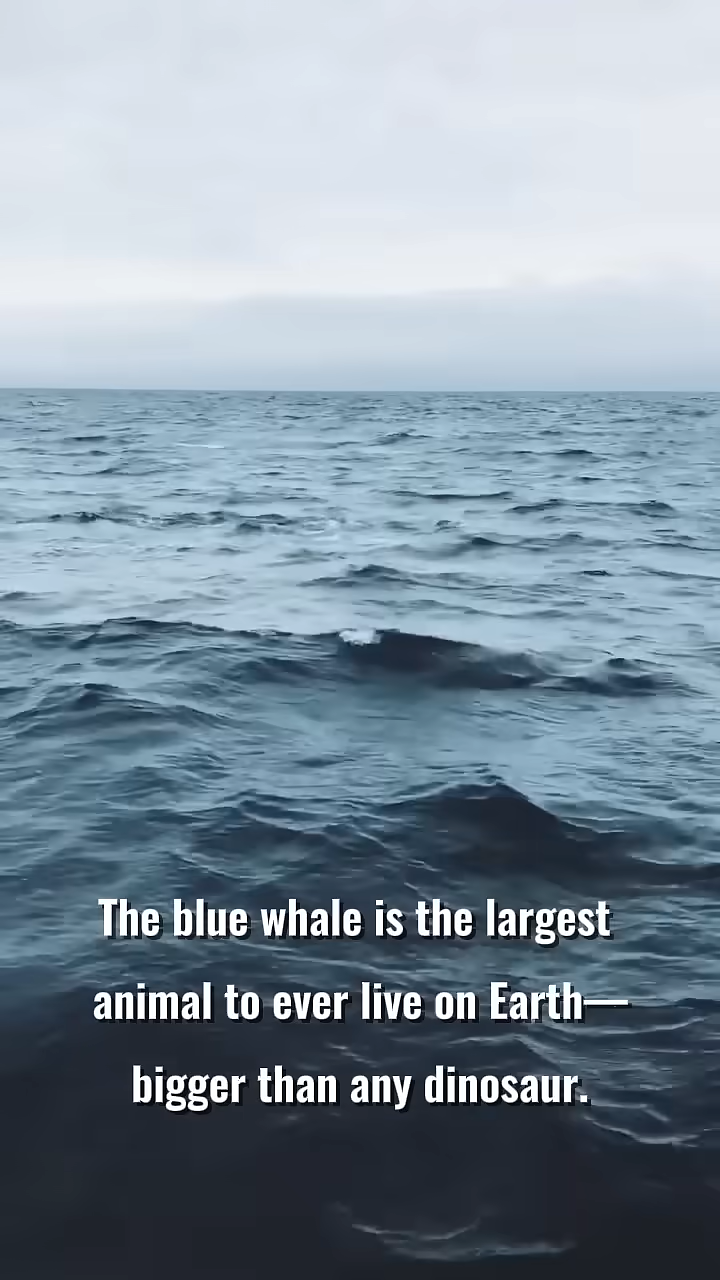 The blue whale is the largest
animal to ever live on Earth—
bigger than any dinosaur.